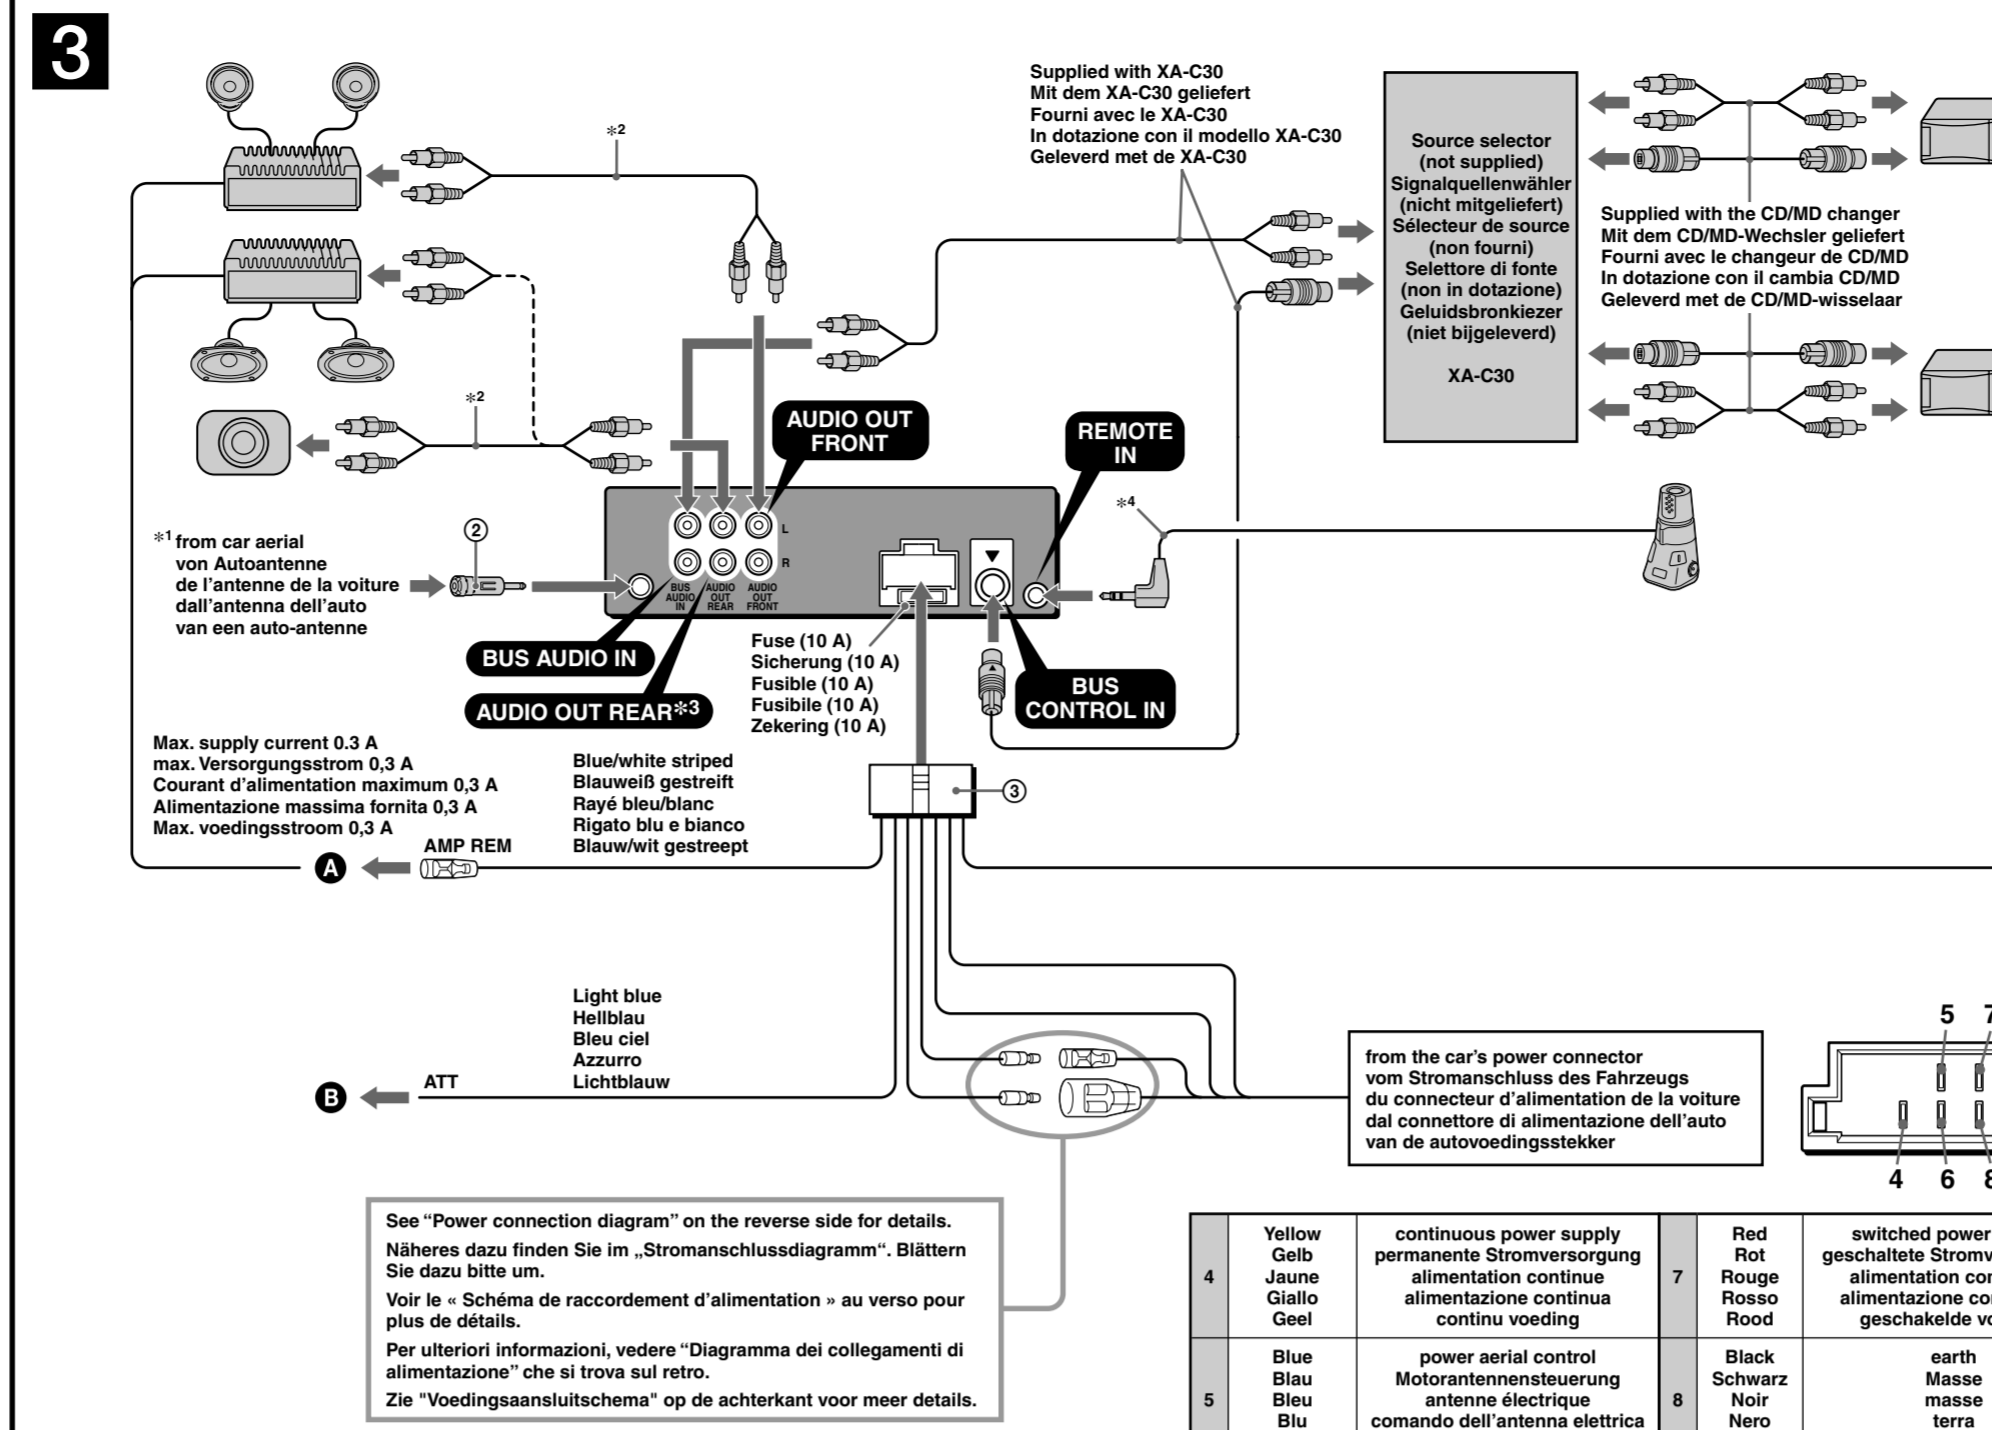 3
Supplied with XA-C30
Mit dem XA-C30 geliefert
Fourni avec le XA-C30
In dotazione con il modello XA-C30
Geleverd met de XA-C30
Source selector
(not supplied)
Signalquellenwähler
(nicht mitgeliefert)
Sélecteur de source
(non fourni)
Selettore di fonte
(non in dotazione)
Geluidsbronkiezer
(niet bijgeleverd)
XA-C30
Supplied with the CD/MD changer
Mit dem CD/MD-Wechsler geliefert
Fourni avec le changeur de CD/MD
In dotazione con il cambia CD/MD
Geleverd met de CD/MD-wisselaar
*2
*2
AUDIO OUT
FRONT
REMOTE
IN
*4
*1 from car aerial
von Autoantenne
de l'antenne de la voiture
dall'antenna dell'auto
van een auto-antenne
②
L
R
BUS
AUDIO
IN
AUDIO
OUT
REAR
AUDIO
OUT
FRONT
BUS AUDIO IN
AUDIO OUT REAR*3
Fuse (10 A)
Sicherung (10 A)
Fusible (10 A)
Fusibile (10 A)
Zekering (10 A)
BUS
CONTROL IN
Max. supply current 0.3 A
max. Versorgungsstrom 0,3 A
Courant d'alimentation maximum 0,3 A
Alimentazione massima fornita 0,3 A
Max. voedingsstroom 0,3 A
Blue/white striped
Blauweiß gestreift
Rayé bleu/blanc
Rigato blu e bianco
Blauw/wit gestreept
③
A
AMP REM
Light blue
Hellblau
Bleu ciel
Azzurro
Lichtblauw
B
ATT
from the car's power connector
vom Stromanschluss des Fahrzeugs
du connecteur d'alimentation de la voiture
dal connettore di alimentazione dell'auto
van de autovoedingsstekker
5 7
4 6 8
See “Power connection diagram” on the reverse side for details.
Näheres dazu finden Sie im „Stromanschlussdiagramm“. Blättern
Sie dazu bitte um.
Voir le « Schéma de raccordement d'alimentation » au verso pour
plus de détails.
Per ulteriori informazioni, vedere “Diagramma dei collegamenti di
alimentazione” che si trova sul retro.
Zie "Voedingsaansluitschema" op de achterkant voor meer details.
4
Yellow
Gelb
Jaune
Giallo
Geel
continuous power supply
permanente Stromversorgung
alimentation continue
alimentazione continua
continu voeding
7
Red
Rot
Rouge
Rosso
Rood
switched power
geschaltete Stromv
alimentation co
alimentazione co
geschakelde v
5
Blue
Blau
Bleu
Blu
power aerial control
Motorantennensteuerung
antenne électrique
comando dell'antenna elettrica
8
Black
Schwarz
Noir
Nero
earth
Masse
masse
terra